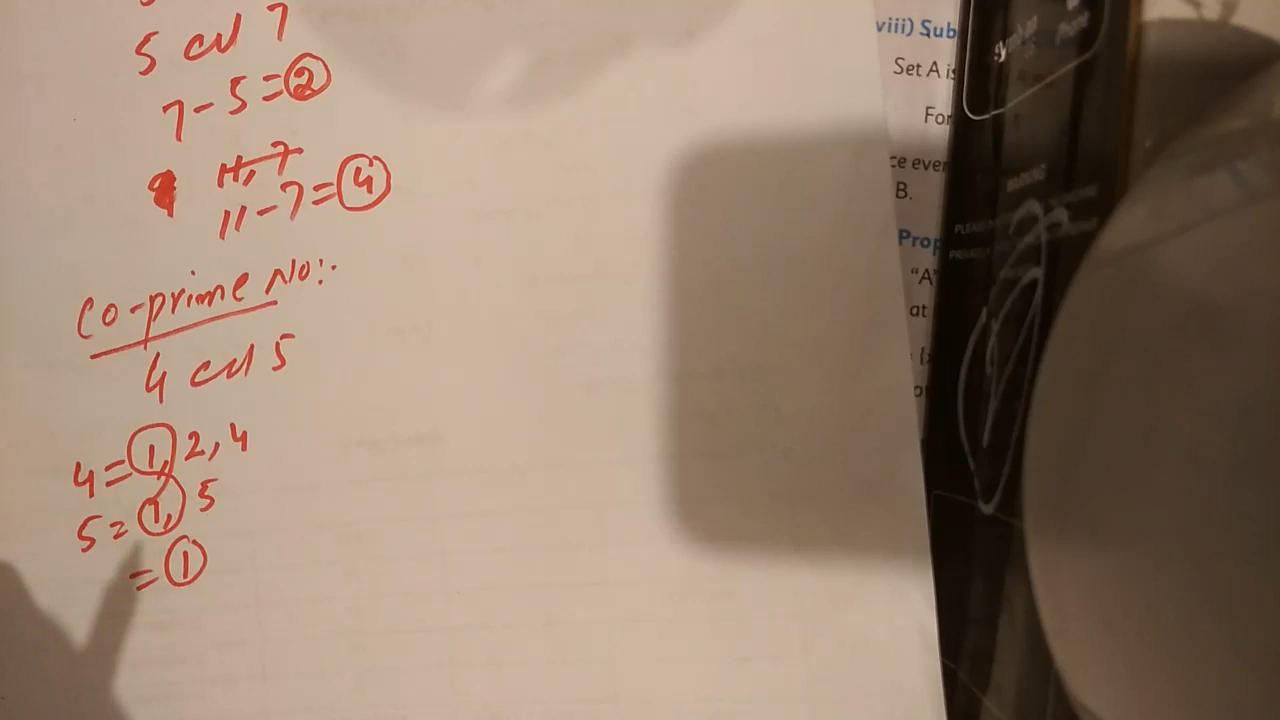 5 and 7
7 - 5 = 2
11, 7
11 - 7 = 4
Co-prime No:-
4 and 5
4 = 1, 2, 4
5 = 1, 5
= 1
viii) Sub
Set A is
For
ce ever
B.
Prop
"A"
at
WARNING